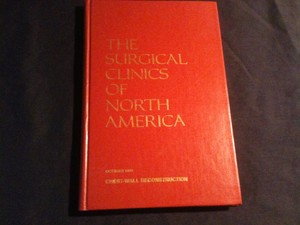 THE
SURGICAL
CLINICS
OF
NORTH
AMERICA
CHEST WALL RECONSTRUCTION